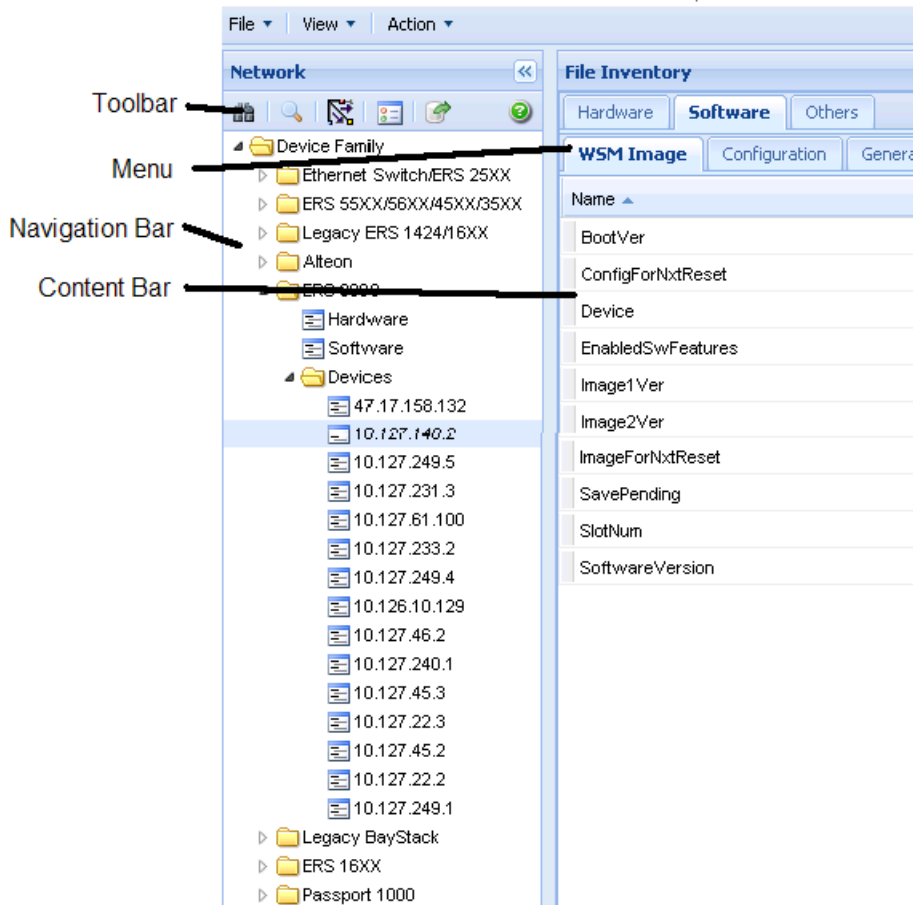 File View Action
Network
File Inventory
Toolbar
Hardware Software Others
Device Family
Menu
WSM Image Configuration Genera
Ethernet Switch/ERS 25XX
ERS 55XX/56XX/45XX/35XX
Name
Navigation Bar
Legacy ERS 1424/16XX
BootVer
Alteon
ConfigForNxtReset
Content Bar
ERS
Device
Hardware
Software
EnabledSwFeatures
Devices
Image1Ver
47.17.158.132
Image2Ver
10.127.140.2
10.127.249.5
ImageForNxtReset
10.127.231.3
SavePending
10.127.61.100
SlotNum
10.127.233.2
SoftwareVersion
10.127.249.4
10.126.10.129
10.127.46.2
10.127.240.1
10.127.45.3
10.127.22.3
10.127.45.2
10.127.22.2
10.127.249.1
Legacy BayStack
ERS 16XX
Passport 1000